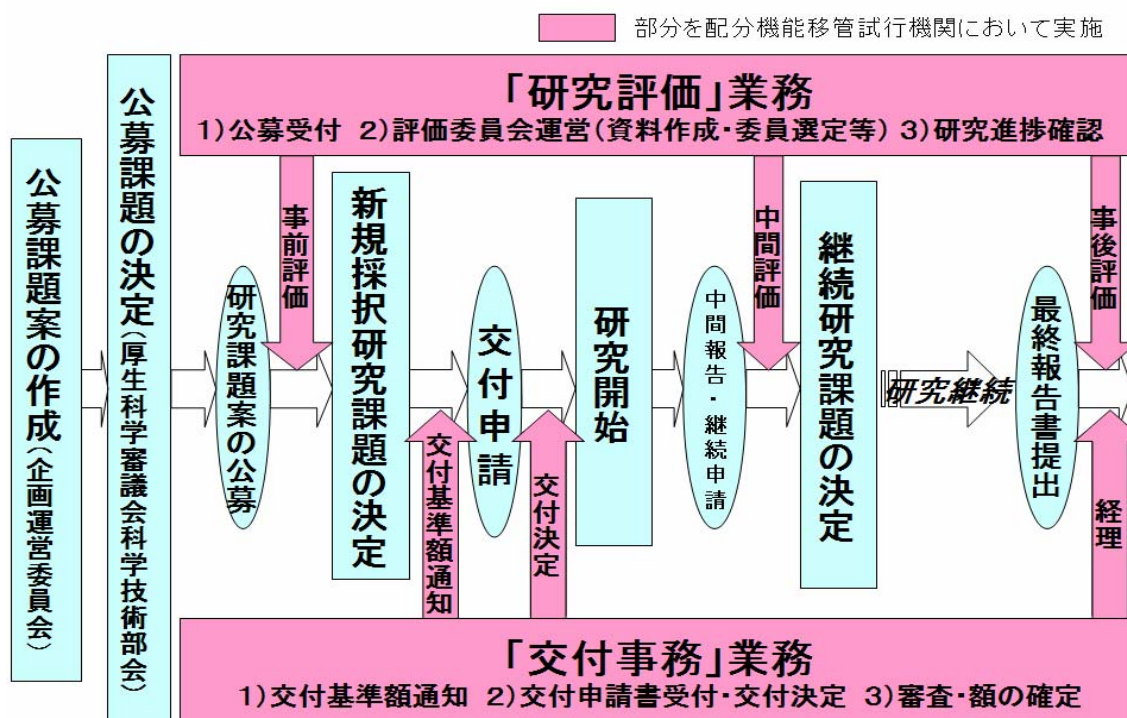 部分を配分機能移管試行機関において実施
「研究評価」業務
1)公募受付 2)評価委員会運営(資料作成・委員選定等) 3)研究進捗確認
公募課題案の作成(企画運営委員会)
公募課題の決定(厚生科学審議会科学技術部会)
研究課題案の公募
事前評価
新規採択研究課題の決定
交付基準額通知
交付申請
交付決定
研究開始
中間報告・継続申請
中間評価
継続研究課題の決定
研究継続
最終報告書提出
事後評価
経理
「交付事務」業務
1)交付基準額通知 2)交付申請書受付・交付決定 3)審査・額の確定